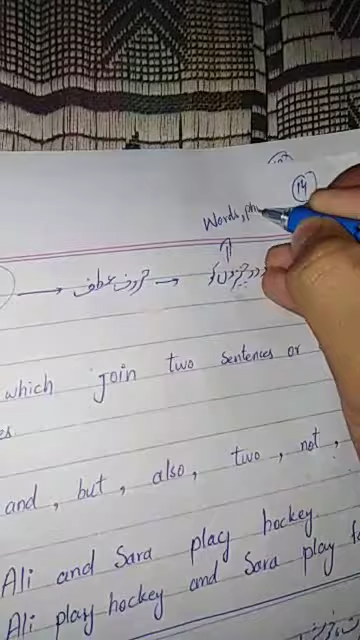 14
Words, ph
→ حروف عطف → دو چیزوں کو
which join two sentences or
es
and, but, also, two, not,
Ali and Sara play hockey
Ali play hockey and Sara play fo